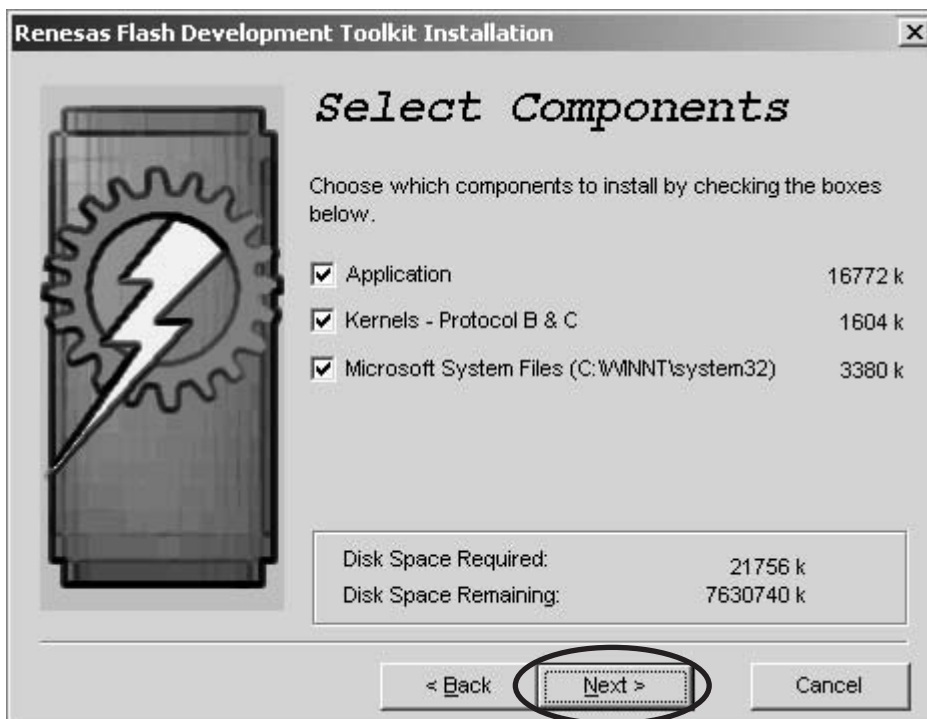 Renesas Flash Development Toolkit Installation
Select Components
Choose which components to install by checking the boxes
below.
Application 16772 k
Kernels - Protocol B & C 1604 k
Microsoft System Files (C:\WINNT\system32) 3380 k
Disk Space Required: 21756 k
Disk Space Remaining: 7630740 k
< Back Next > Cancel